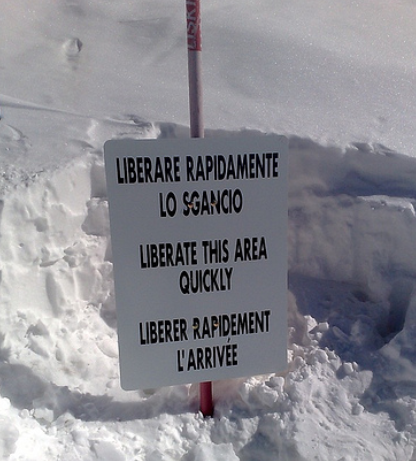 LIBERARE RAPIDAMENTE
LO SGANCIO
LIBERATE THIS AREA
QUICKLY
LIBERER RAPIDEMENT
L'ARRIVÉE